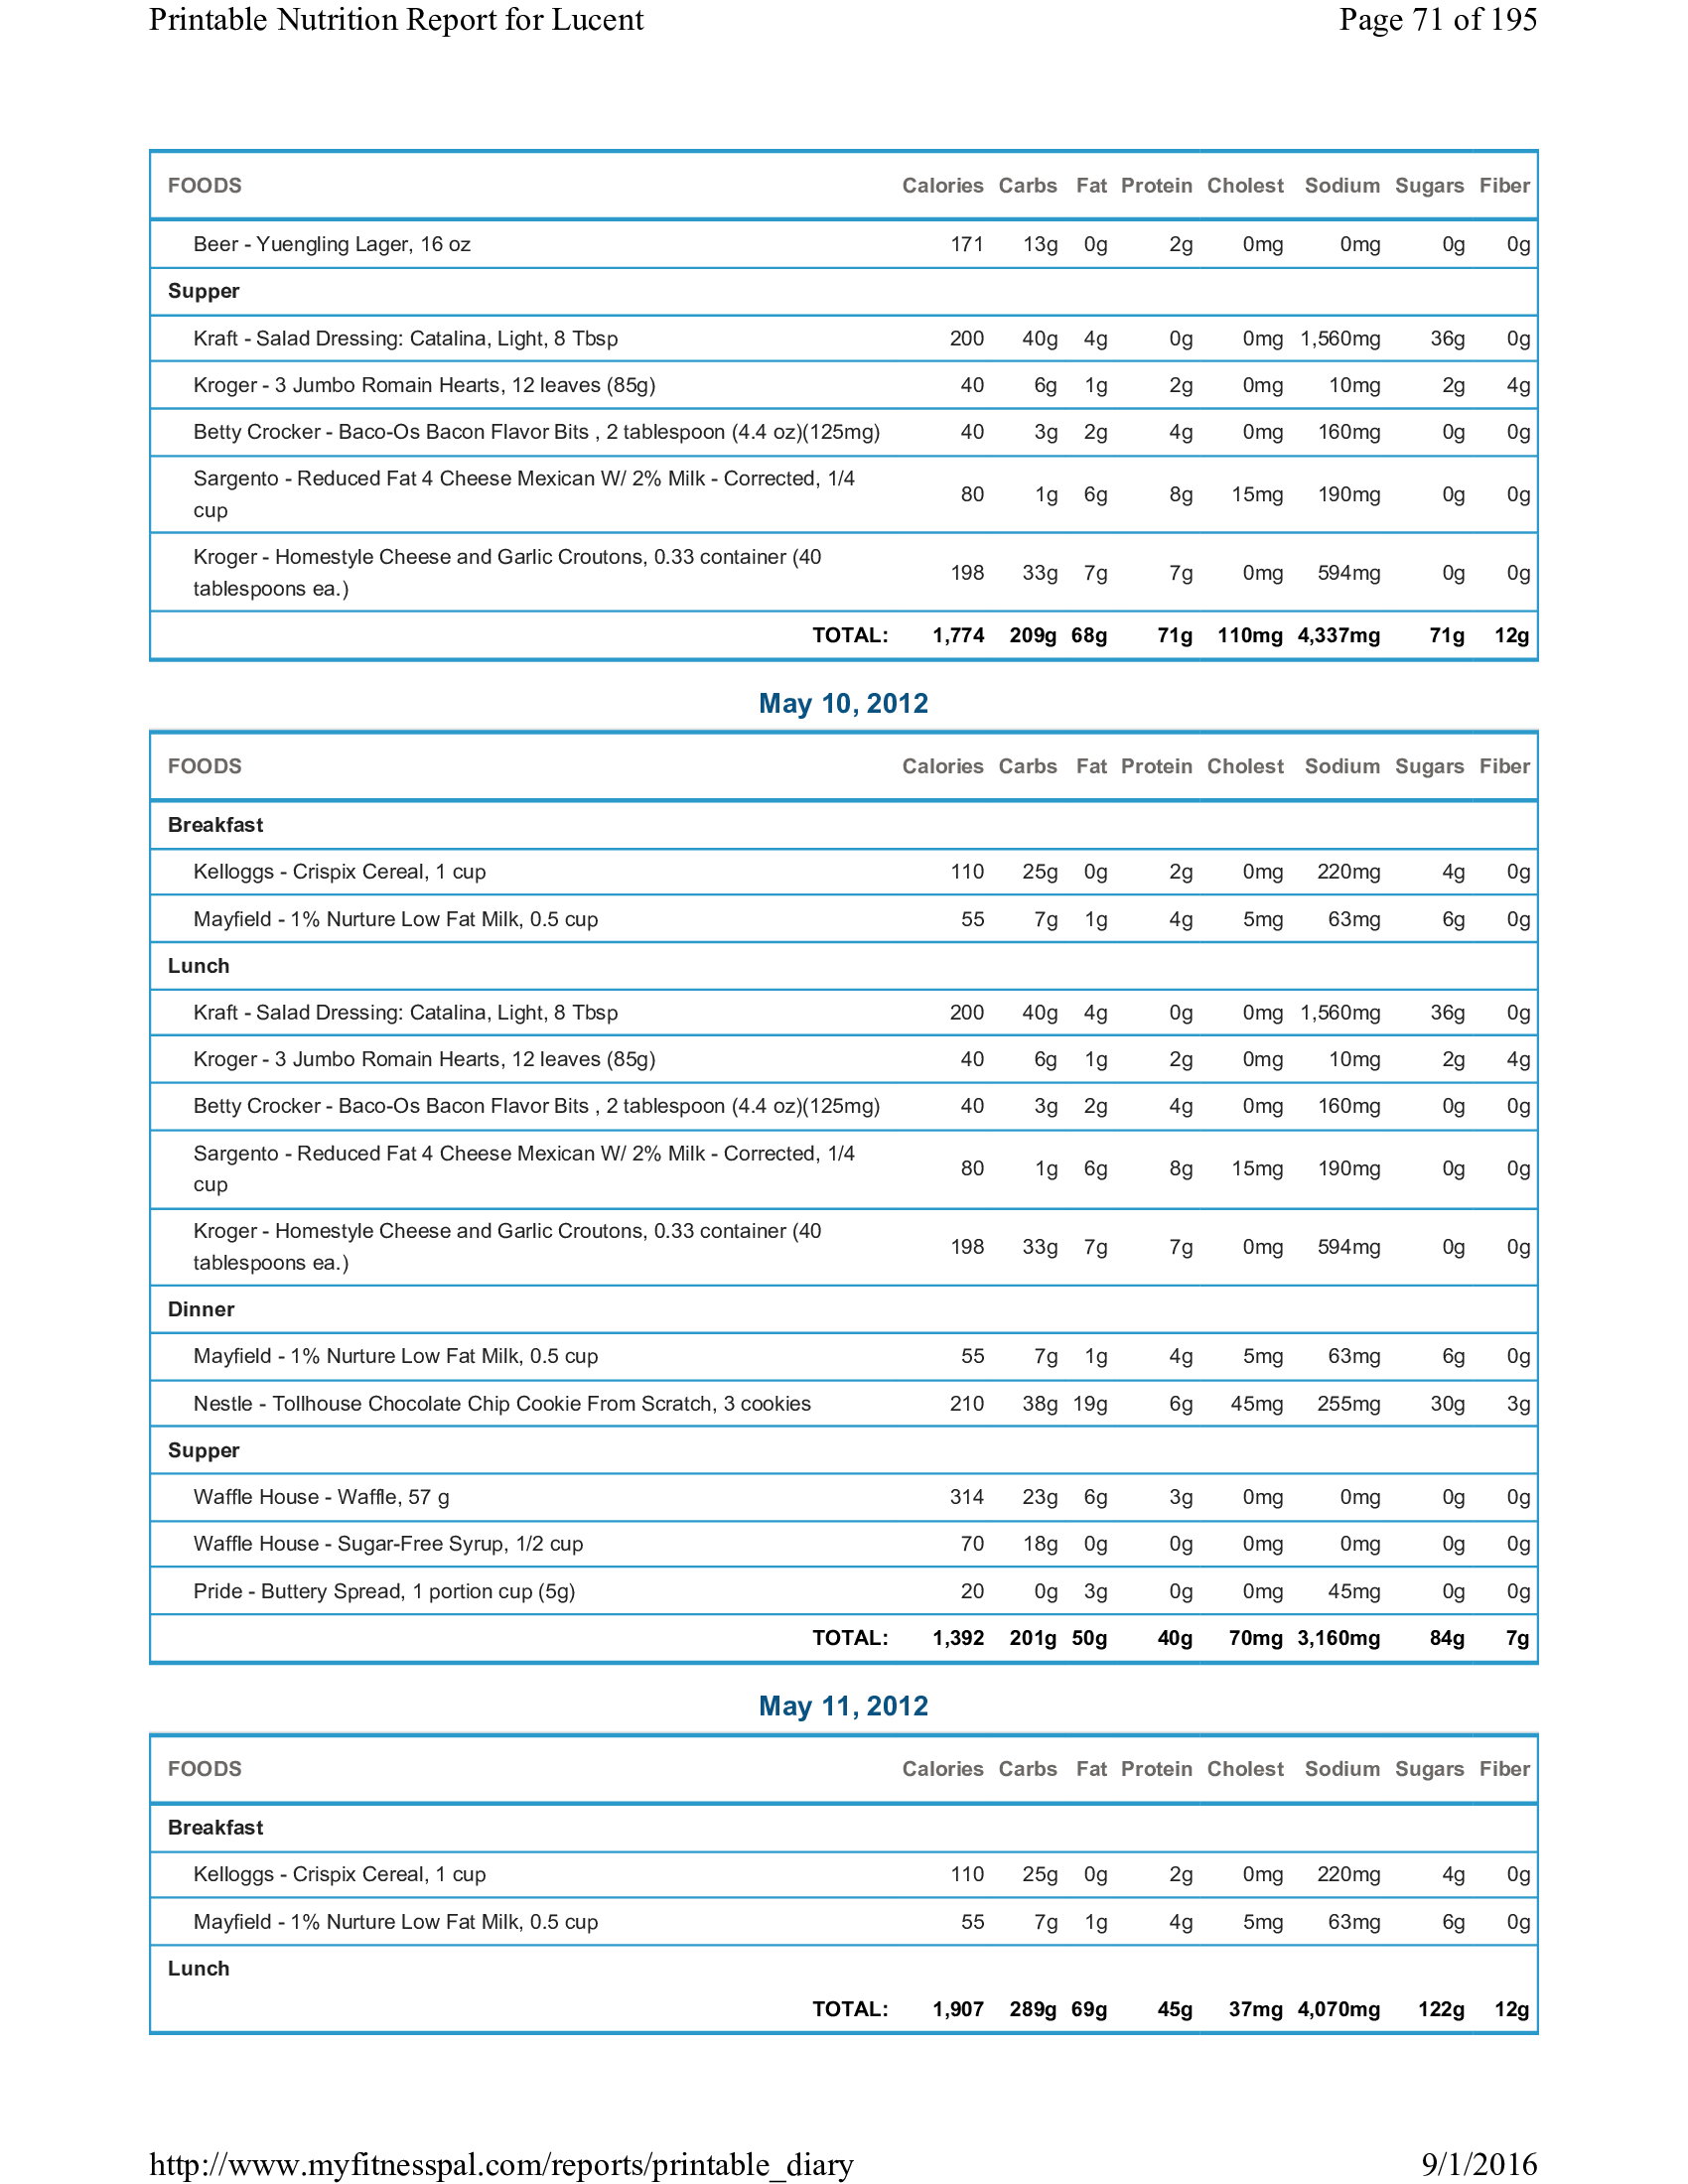 Printable Nutrition Report for Lucent Page 71 of 195
FOODS Calories Carbs Fat Protein Cholest Sodium Sugars Fiber
Beer - Yuengling Lager, 16 oz 171 13g 0g 2g 0mg 0mg 0g 0g
Supper
Kraft - Salad Dressing: Catalina, Light, 8 Tbsp 200 40g 4g 0g 0mg 1,560mg 36g 0g
Kroger - 3 Jumbo Romain Hearts, 12 leaves (85g) 40 6g 1g 2g 0mg 10mg 2g 4g
Betty Crocker - Baco-Os Bacon Flavor Bits , 2 tablespoon (4.4 oz)(125mg) 40 3g 2g 4g 0mg 160mg 0g 0g
Sargento - Reduced Fat 4 Cheese Mexican W/ 2% Milk - Corrected, 1/4
cup 80 1g 6g 8g 15mg 190mg 0g 0g
Kroger - Homestyle Cheese and Garlic Croutons, 0.33 container (40
tablespoons ea.) 198 33g 7g 7g 0mg 594mg 0g 0g
TOTAL: 1,774 209g 68g 71g 110mg 4,337mg 71g 12g
May 10, 2012
FOODS Calories Carbs Fat Protein Cholest Sodium Sugars Fiber
Breakfast
Kelloggs - Crispix Cereal, 1 cup 110 25g 0g 2g 0mg 220mg 4g 0g
Mayfield - 1% Nurture Low Fat Milk, 0.5 cup 55 7g 1g 4g 5mg 63mg 6g 0g
Lunch
Kraft - Salad Dressing: Catalina, Light, 8 Tbsp 200 40g 4g 0g 0mg 1,560mg 36g 0g
Kroger - 3 Jumbo Romain Hearts, 12 leaves (85g) 40 6g 1g 2g 0mg 10mg 2g 4g
Betty Crocker - Baco-Os Bacon Flavor Bits , 2 tablespoon (4.4 oz)(125mg) 40 3g 2g 4g 0mg 160mg 0g 0g
Sargento - Reduced Fat 4 Cheese Mexican W/ 2% Milk - Corrected, 1/4
cup 80 1g 6g 8g 15mg 190mg 0g 0g
Kroger - Homestyle Cheese and Garlic Croutons, 0.33 container (40
tablespoons ea.) 198 33g 7g 7g 0mg 594mg 0g 0g
Dinner
Mayfield - 1% Nurture Low Fat Milk, 0.5 cup 55 7g 1g 4g 5mg 63mg 6g 0g
Nestle - Tollhouse Chocolate Chip Cookie From Scratch, 3 cookies 210 38g 19g 6g 45mg 255mg 30g 3g
Supper
Waffle House - Waffle, 57 g 314 23g 6g 3g 0mg 0mg 0g 0g
Waffle House - Sugar-Free Syrup, 1/2 cup 70 18g 0g 0g 0mg 0mg 0g 0g
Pride - Buttery Spread, 1 portion cup (5g) 20 0g 3g 0g 0mg 45mg 0g 0g
TOTAL: 1,392 201g 50g 40g 70mg 3,160mg 84g 7g
May 11, 2012
FOODS Calories Carbs Fat Protein Cholest Sodium Sugars Fiber
Breakfast
Kelloggs - Crispix Cereal, 1 cup 110 25g 0g 2g 0mg 220mg 4g 0g
Mayfield - 1% Nurture Low Fat Milk, 0.5 cup 55 7g 1g 4g 5mg 63mg 6g 0g
Lunch
TOTAL: 1,907 289g 69g 45g 37mg 4,070mg 122g 12g
http://www.myfitnesspal.com/reports/printable_diary 9/1/2016